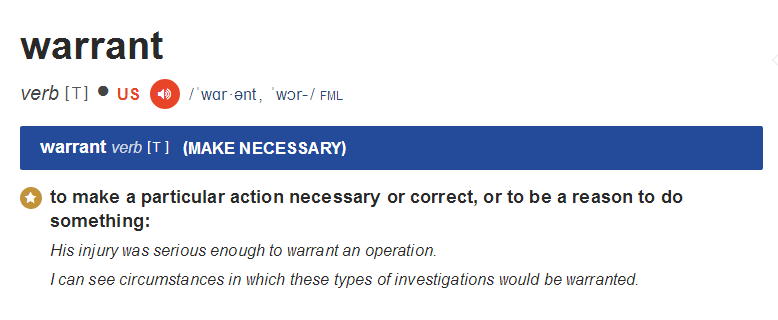 warrant
verb [T] • US /ˈwɑr·ənt, ˈwɔr-/ FML
warrant verb [T ] (MAKE NECESSARY)
to make a particular action necessary or correct, or to be a reason to do
something:
His injury was serious enough to warrant an operation.
I can see circumstances in which these types of investigations would be warranted.